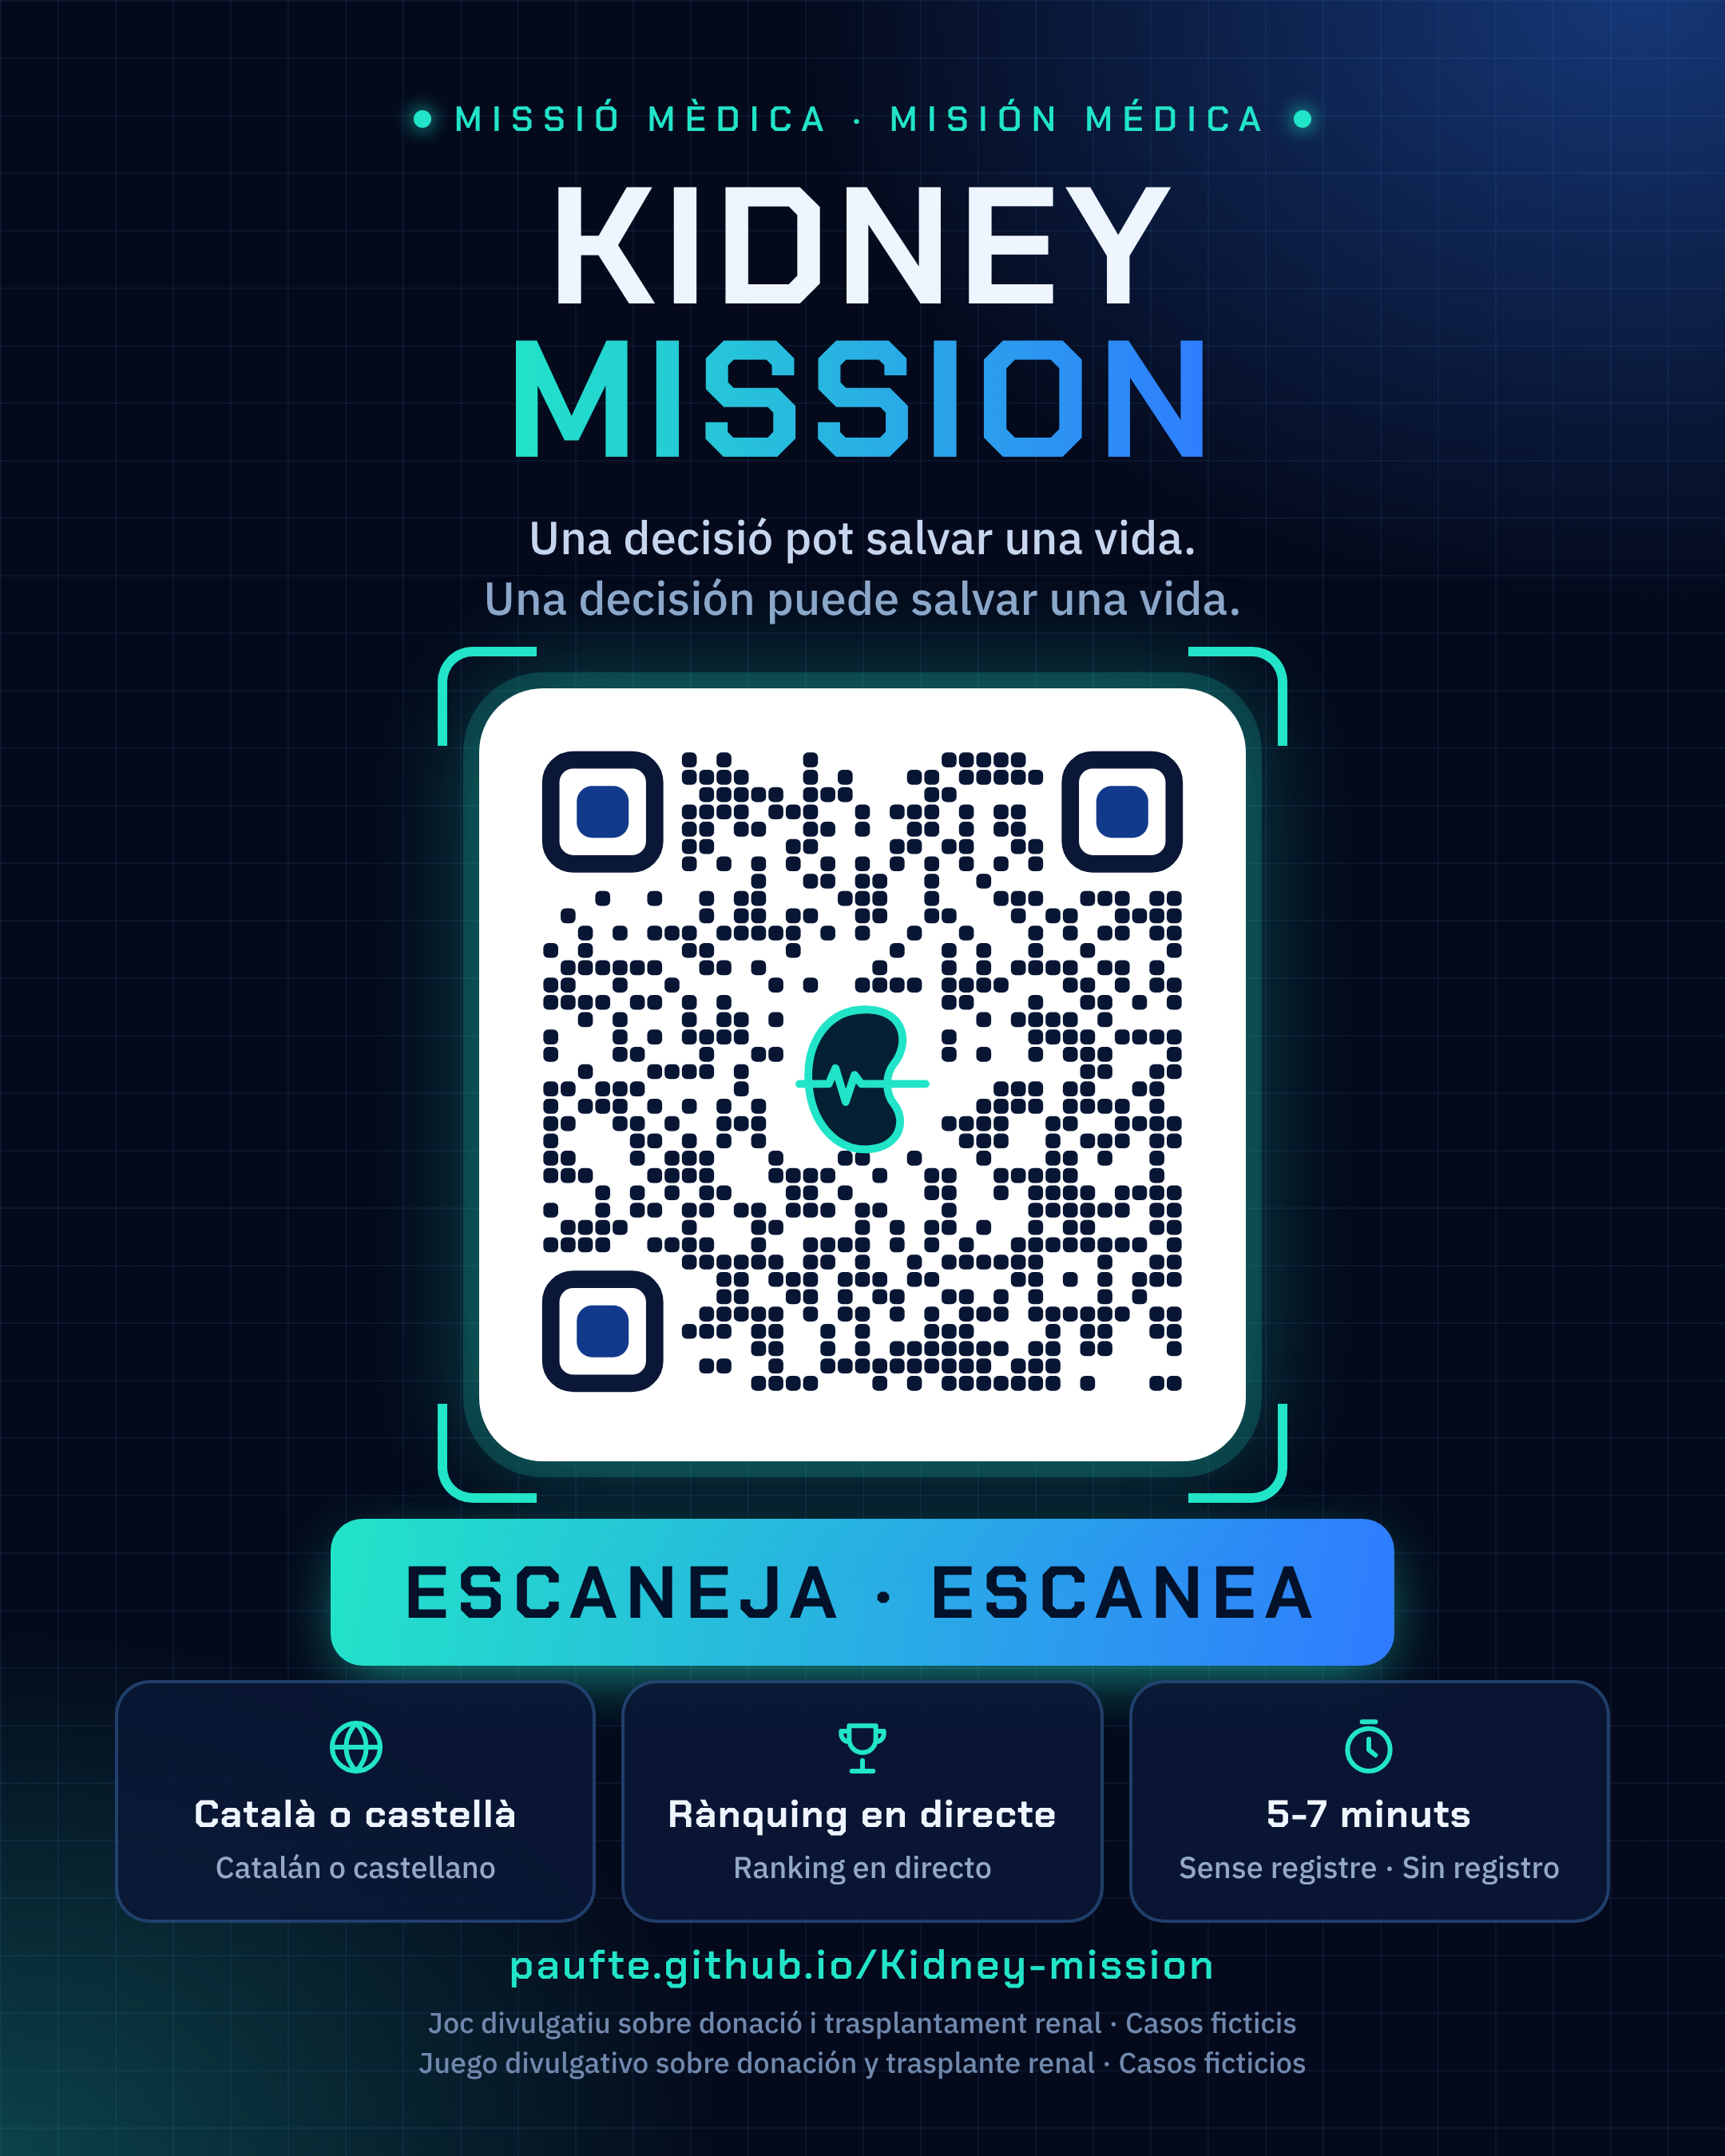 MISSIÓ MÈDICA · MISIÓN MÉDICA
KIDNEY
MISSION
Una decisió pot salvar una vida.
Una decisión puede salvar una vida.
ESCANEJA · ESCANEA
Català o castellà
Catalán o castellano
Rànquing en directe
Ranking en directo
5-7 minuts
Sense registre · Sin registro
paufte.github.io/Kidney-mission
Joc divulgatiu sobre donació i trasplantament renal · Casos ficticis
Juego divulgativo sobre donación y trasplante renal · Casos ficticios